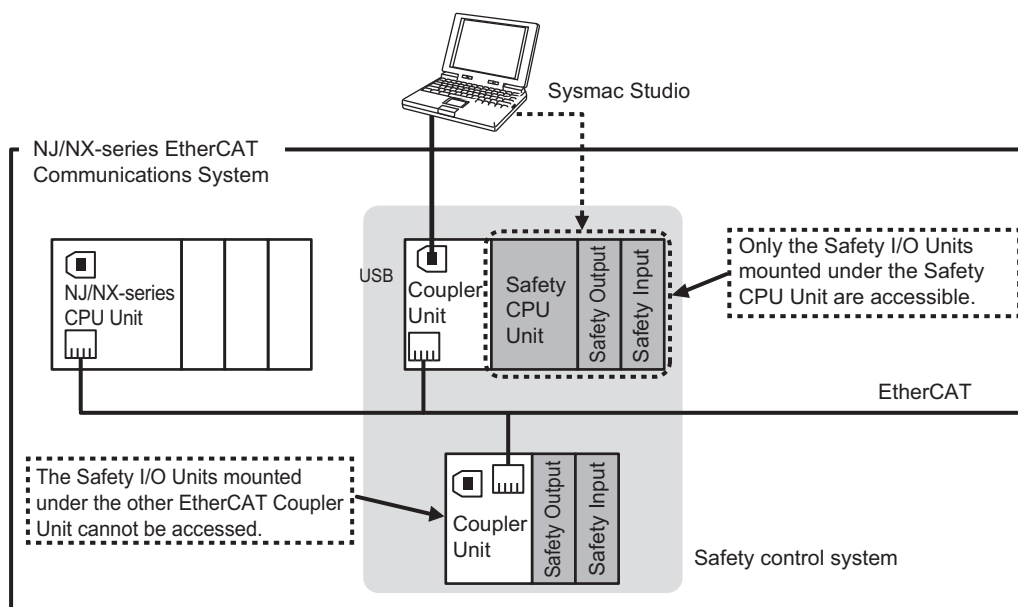 Sysmac Studio
NJ/NX-series EtherCAT
Communications System
NJ/NX-series
CPU Unit
USB
Coupler
Unit
Safety
CPU
Unit
Safety Output
Safety Input
Only the Safety I/O Units
mounted under the Safety
CPU Unit are accessible.
EtherCAT
The Safety I/O Units mounted
under the other EtherCAT Coupler
Unit cannot be accessed.
Coupler
Unit
Safety Output
Safety Input
Safety control system